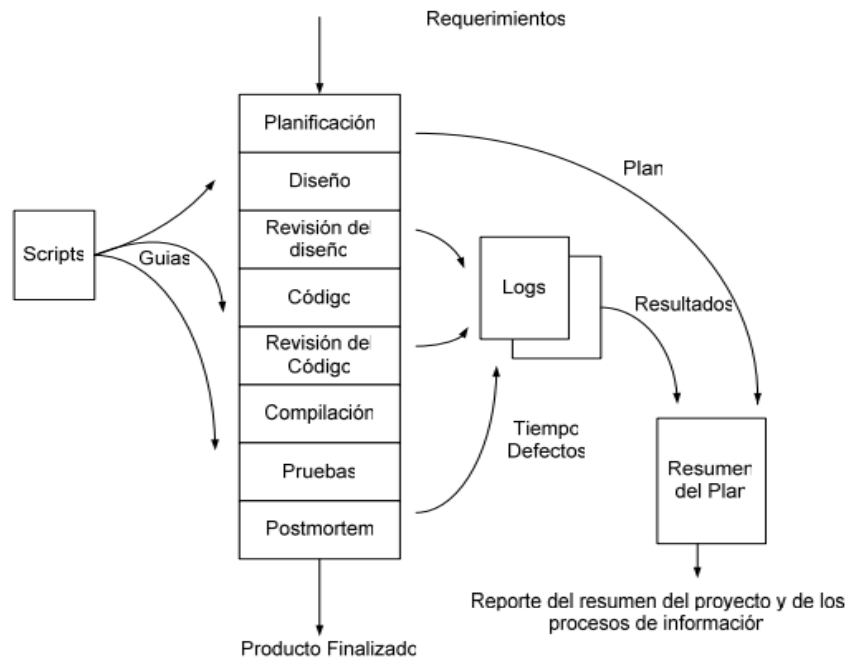 Requerimientos
Planificación
Plan
Diseño
Revisión del
diseño
Scripts
Guias
Logs
Código
Resultados
Revisión del
Código
Compilación
Tiempo
Defectos
Pruebas
Resumen
del Plan
Postmortem
Reporte del resumen del proyecto y de los
procesos de información
Producto Finalizado